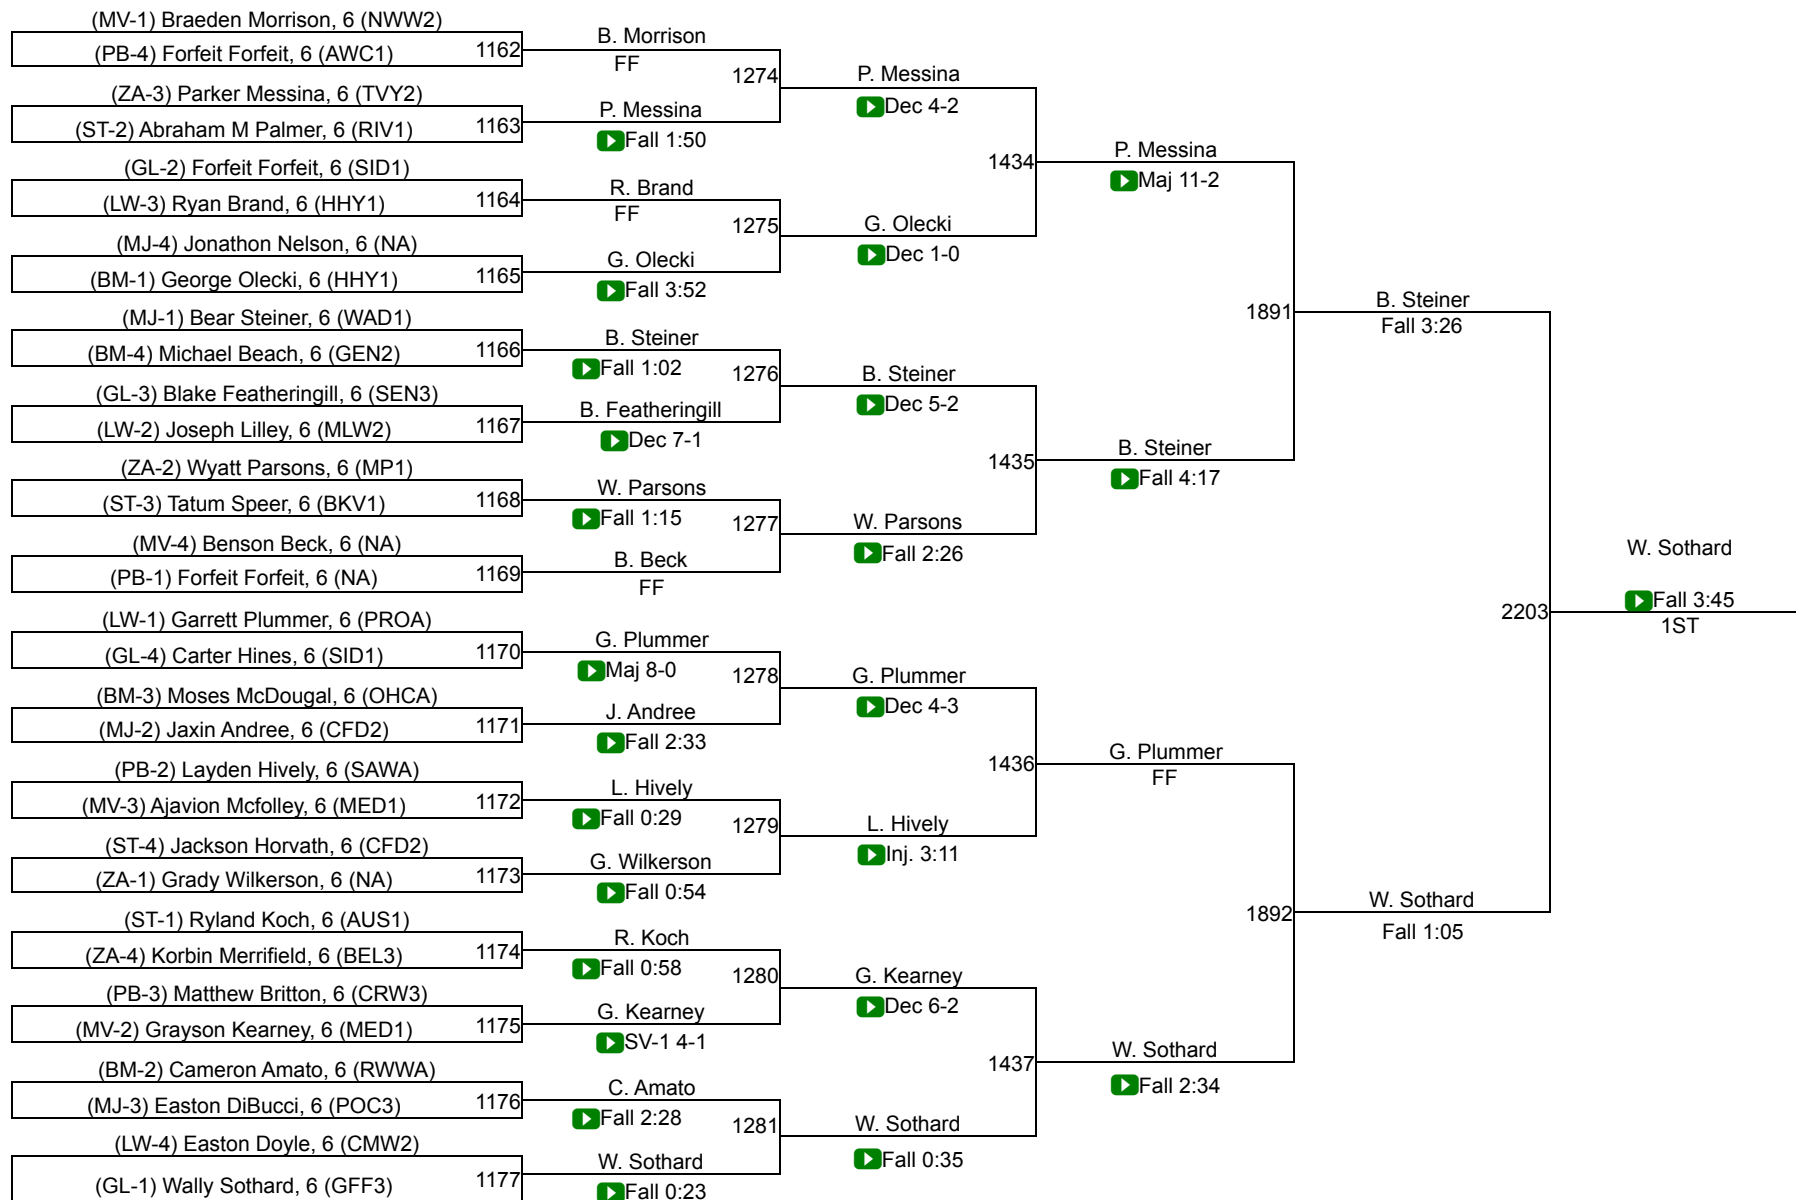 (MV-1) Braeden Morrison, 6 (NWW2)
(PB-4) Forfeit Forfeit, 6 (AWC1)
1162
(ZA-3) Parker Messina, 6 (TVY2)
(ST-2) Abraham M Palmer, 6 (RIV1)
1163
(GL-2) Forfeit Forfeit, 6 (SID1)
(LW-3) Ryan Brand, 6 (HHY1)
1164
(MJ-4) Jonathon Nelson, 6 (NA)
(BM-1) George Olecki, 6 (HHY1)
1165
(MJ-1) Bear Steiner, 6 (WAD1)
(BM-4) Michael Beach, 6 (GEN2)
1166
(GL-3) Blake Featheringill, 6 (SEN3)
(LW-2) Joseph Lilley, 6 (MLW2)
1167
(ZA-2) Wyatt Parsons, 6 (MP1)
(ST-3) Tatum Speer, 6 (BKV1)
1168
(MV-4) Benson Beck, 6 (NA)
(PB-1) Forfeit Forfeit, 6 (NA)
1169
(LW-1) Garrett Plummer, 6 (PROA)
(GL-4) Carter Hines, 6 (SID1)
1170
(BM-3) Moses McDougal, 6 (OHCA)
(MJ-2) Jaxin Andree, 6 (CFD2)
1171
(PB-2) Layden Hively, 6 (SAWA)
(MV-3) Ajavion Mcfolley, 6 (MED1)
1172
(ST-4) Jackson Horvath, 6 (CFD2)
(ZA-1) Grady Wilkerson, 6 (NA)
1173
(ST-1) Ryland Koch, 6 (AUS1)
(ZA-4) Korbin Merrifield, 6 (BEL3)
1174
(PB-3) Matthew Britton, 6 (CRW3)
(MV-2) Grayson Kearney, 6 (MED1)
1175
(BM-2) Cameron Amato, 6 (RWWA)
(MJ-3) Easton DiBucci, 6 (POC3)
1176
(LW-4) Easton Doyle, 6 (CMW2)
(GL-1) Wally Sothard, 6 (GFF3)
1177
B. Morrison
FF
1274
P. Messina
Fall 1:50
R. Brand
FF
1275
G. Olecki
Fall 3:52
B. Steiner
Fall 1:02
1276
B. Featheringill
Dec 7-1
W. Parsons
Fall 1:15
1277
B. Beck
FF
G. Plummer
Maj 8-0
1278
J. Andree
Fall 2:33
L. Hively
Fall 0:29
1279
G. Wilkerson
Fall 0:54
R. Koch
Fall 0:58
1280
G. Kearney
SV-1 4-1
C. Amato
Fall 2:28
1281
W. Sothard
Fall 0:23
P. Messina
Dec 4-2
1434
G. Olecki
Dec 1-0
B. Steiner
Dec 5-2
1435
W. Parsons
Fall 2:26
G. Plummer
Dec 4-3
1436
L. Hively
Inj. 3:11
G. Kearney
Dec 6-2
1437
W. Sothard
Fall 0:35
P. Messina
Maj 11-2
1891
B. Steiner
Fall 4:17
G. Plummer
FF
1892
W. Sothard
Fall 2:34
B. Steiner
Fall 3:26
2203
W. Sothard
Fall 1:05
W. Sothard
Fall 3:45
1ST